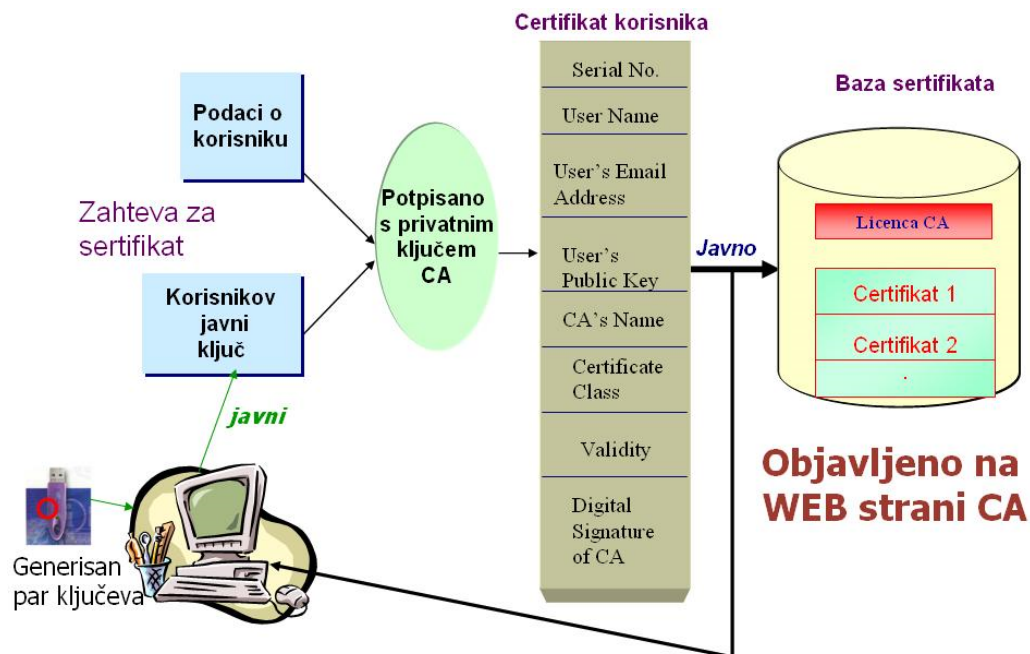 Certifikat korisnika
Serial No.
User Name
User's Email
Address
User's
Public Key
CA's Name
Certificate
Class
Validity
Digital
Signature
of CA
Baza sertifikata
Licenca CA
Certifikat 1
Certifikat 2
.
Podaci o
korisniku
Zahteva za
sertifikat
Korisnikov
javni
ključ
Potpisano
s privatnim
ključem
CA
Javno
javni
Generisan
par ključeva
Objavljeno na
WEB strani CA